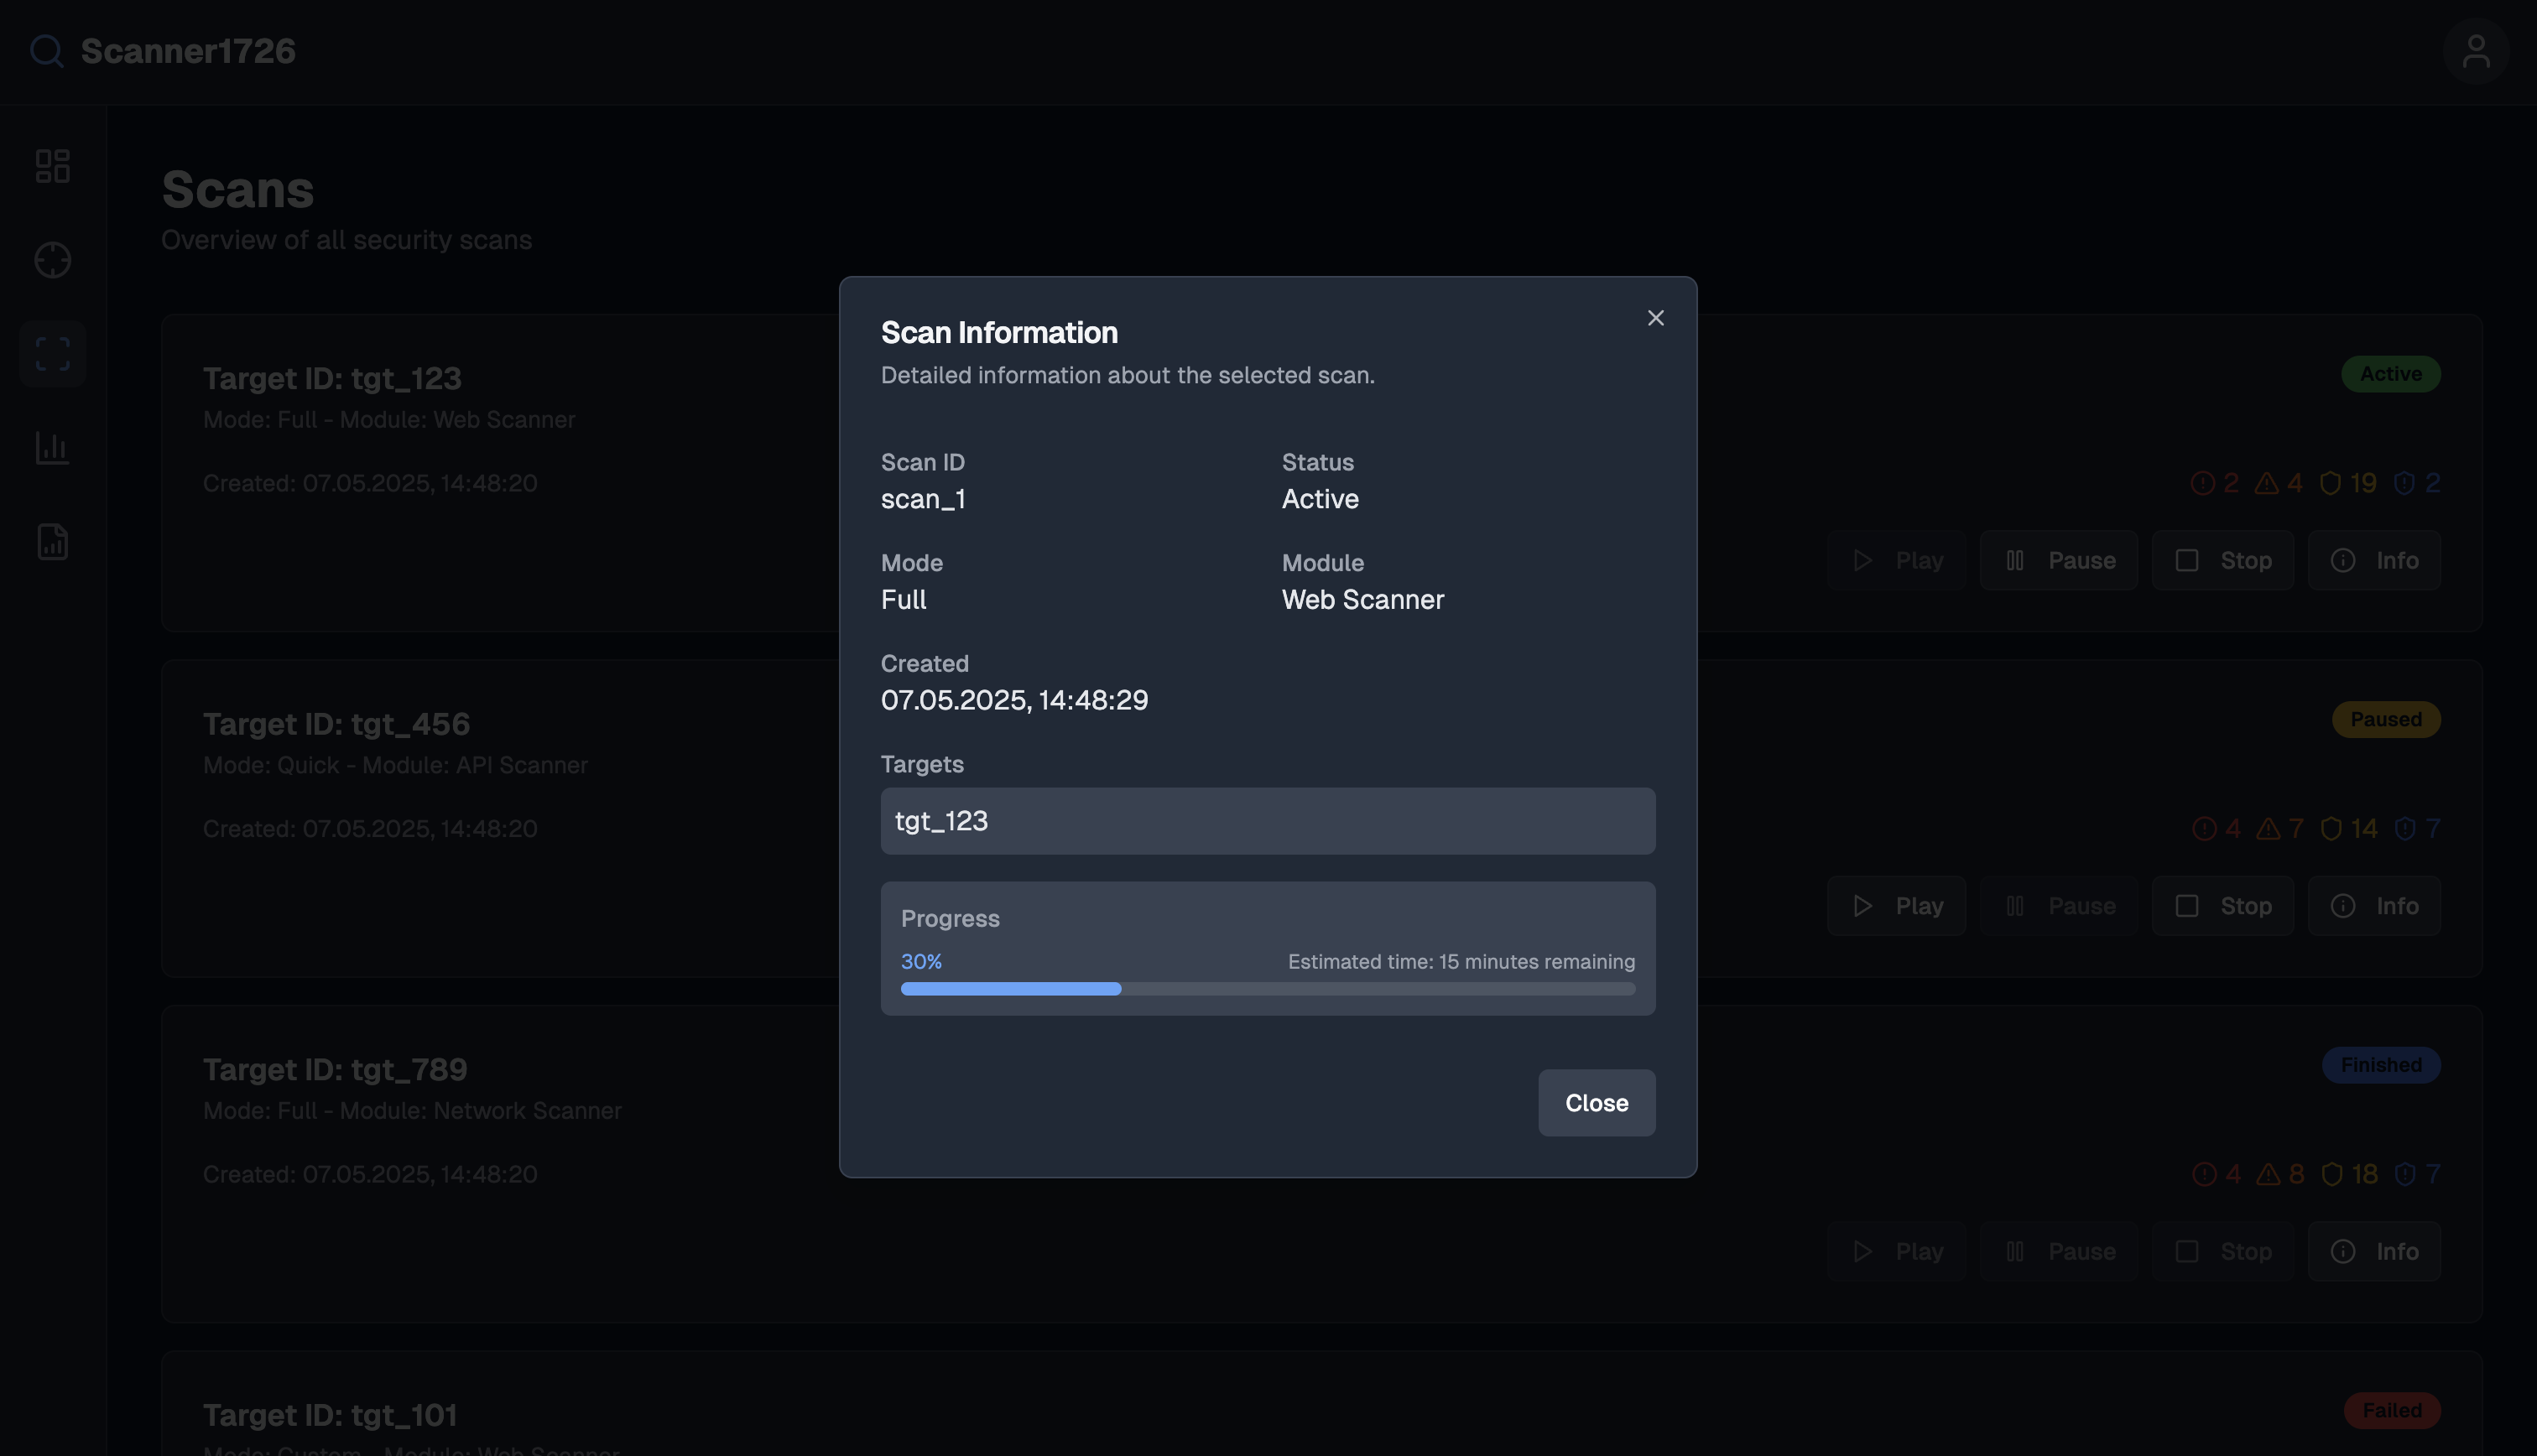 Scanner1726
Scans
Overview of all security scans
Target ID: tgt_123
Active
Mode: Full - Module: Web Scanner
Created: 07.05.2025, 14:48:20
2 4 19 2
Play Pause Stop Info
Target ID: tgt_456
Paused
Mode: Quick - Module: API Scanner
Created: 07.05.2025, 14:48:20
4 7 14 7
Play Pause Stop Info
Target ID: tgt_789
Finished
Mode: Full - Module: Network Scanner
Created: 07.05.2025, 14:48:20
4 8 18 7
Play Pause Stop Info
Target ID: tgt_101
Failed
Mode: Custom - Module: Web Scanner
Scan Information
Detailed information about the selected scan.
Scan ID
scan_1
Status
Active
Mode
Full
Module
Web Scanner
Created
07.05.2025, 14:48:29
Targets
tgt_123
Progress
30%
Estimated time: 15 minutes remaining
Close